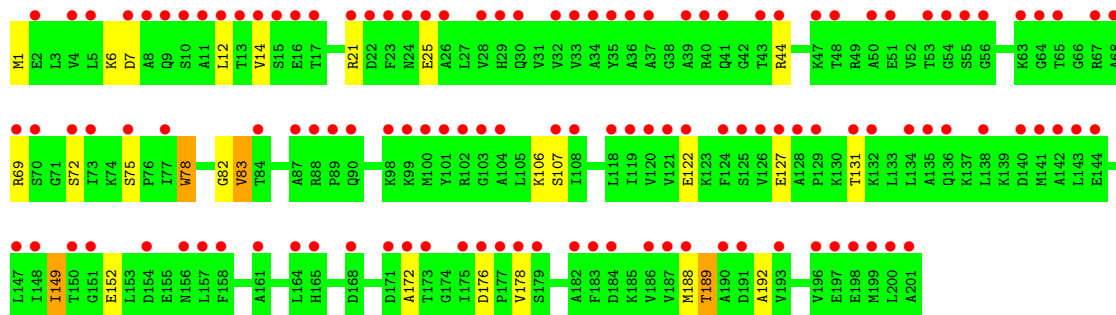 M1 E2 L3 V4 L5 K6 D7 A8 Q9 S10 A11 L12 T13 V14 S15 E16 T17 R21 D22 F23 N24 E25 A26 L27 V28 H29 Q30 V31 V32 V33 A34 Y35 A36 A37 G38 A39 R40 Q41 G42 T43 R44 K47 T48 R49 A50 E51 V52 T53 G54 S55 G56 K63 G64 T65 G66 R67 A68
R69 S70 G71 S72 I73 K74 S75 P76 I77 W78 G82 V83 T84 A87 R88 P89 Q90 K98 K99 M100 Y101 R102 G103 A104 L105 K106 S107 I108 L118 I119 V120 V121 E122 K123 F124 S125 V126 E127 A128 P129 K130 T131 K132 L133 L134 A135 Q136 K137 L138 K139 D140 M141 A142 L143 E144
L147 I148 I149 T150 G151 E152 L153 D154 E155 N156 L157 F158 A161 L164 H165 D168 D171 A172 T173 G174 I175 D176 P177 V178 S179 A182 F183 D184 K185 V186 V187 M188 T189 A190 D191 A192 V193 V196 E197 E198 M199 L200 A201